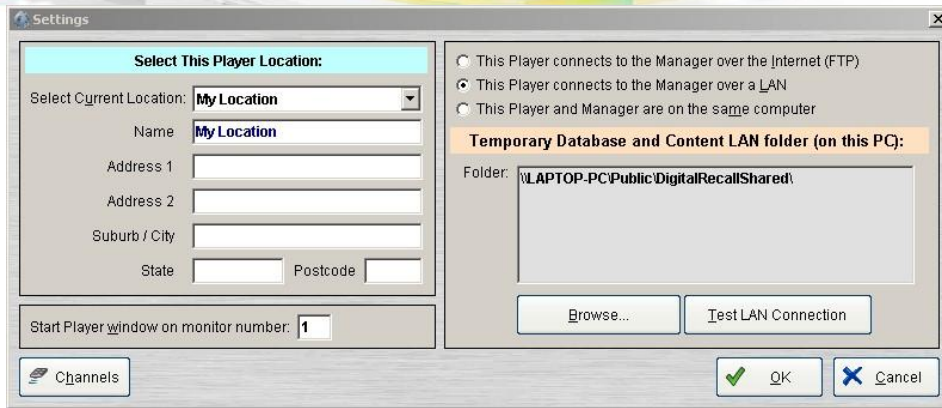 Settings
Select This Player Location:
Select Current Location: My Location
Name My Location
Address 1
Address 2
Suburb / City
State Postcode
Start Player window on monitor number: 1
Channels
This Player connects to the Manager over the Internet (FTP)
This Player connects to the Manager over a LAN
This Player and Manager are on the same computer
Temporary Database and Content LAN folder (on this PC):
Folder: \\LAPTOP-PC\Public\DigitalRecallShared\
Browse... Test LAN Connection
OK Cancel